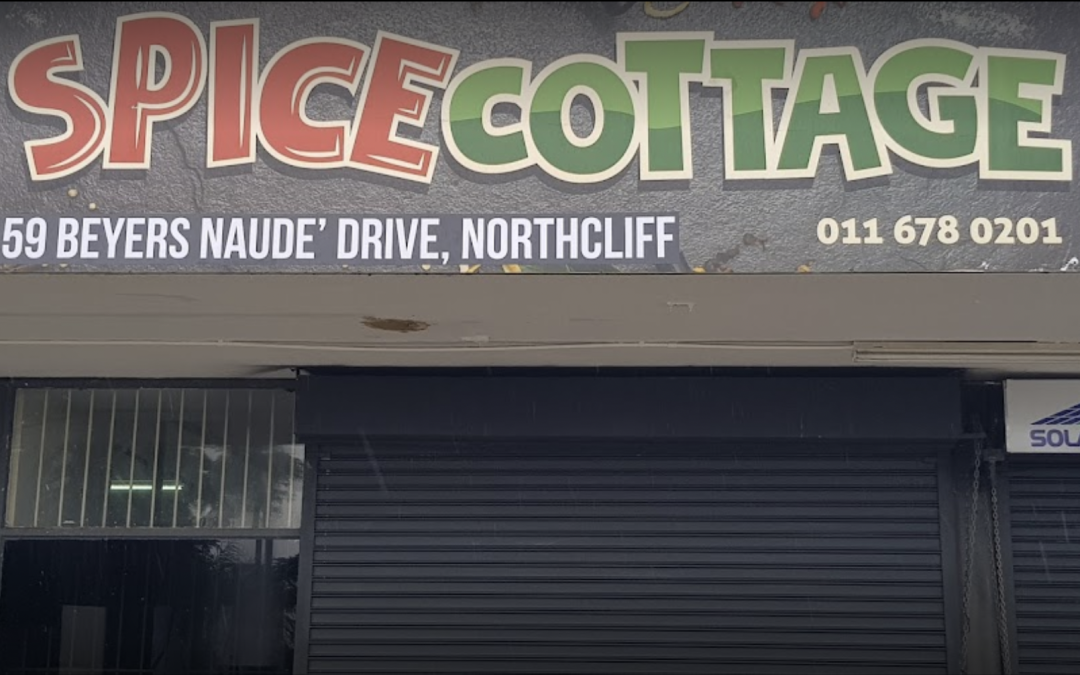 SPICE COTTAGE
59 BEYERS NAUDE' DRIVE, NORTHCLIFF
011 678 0201